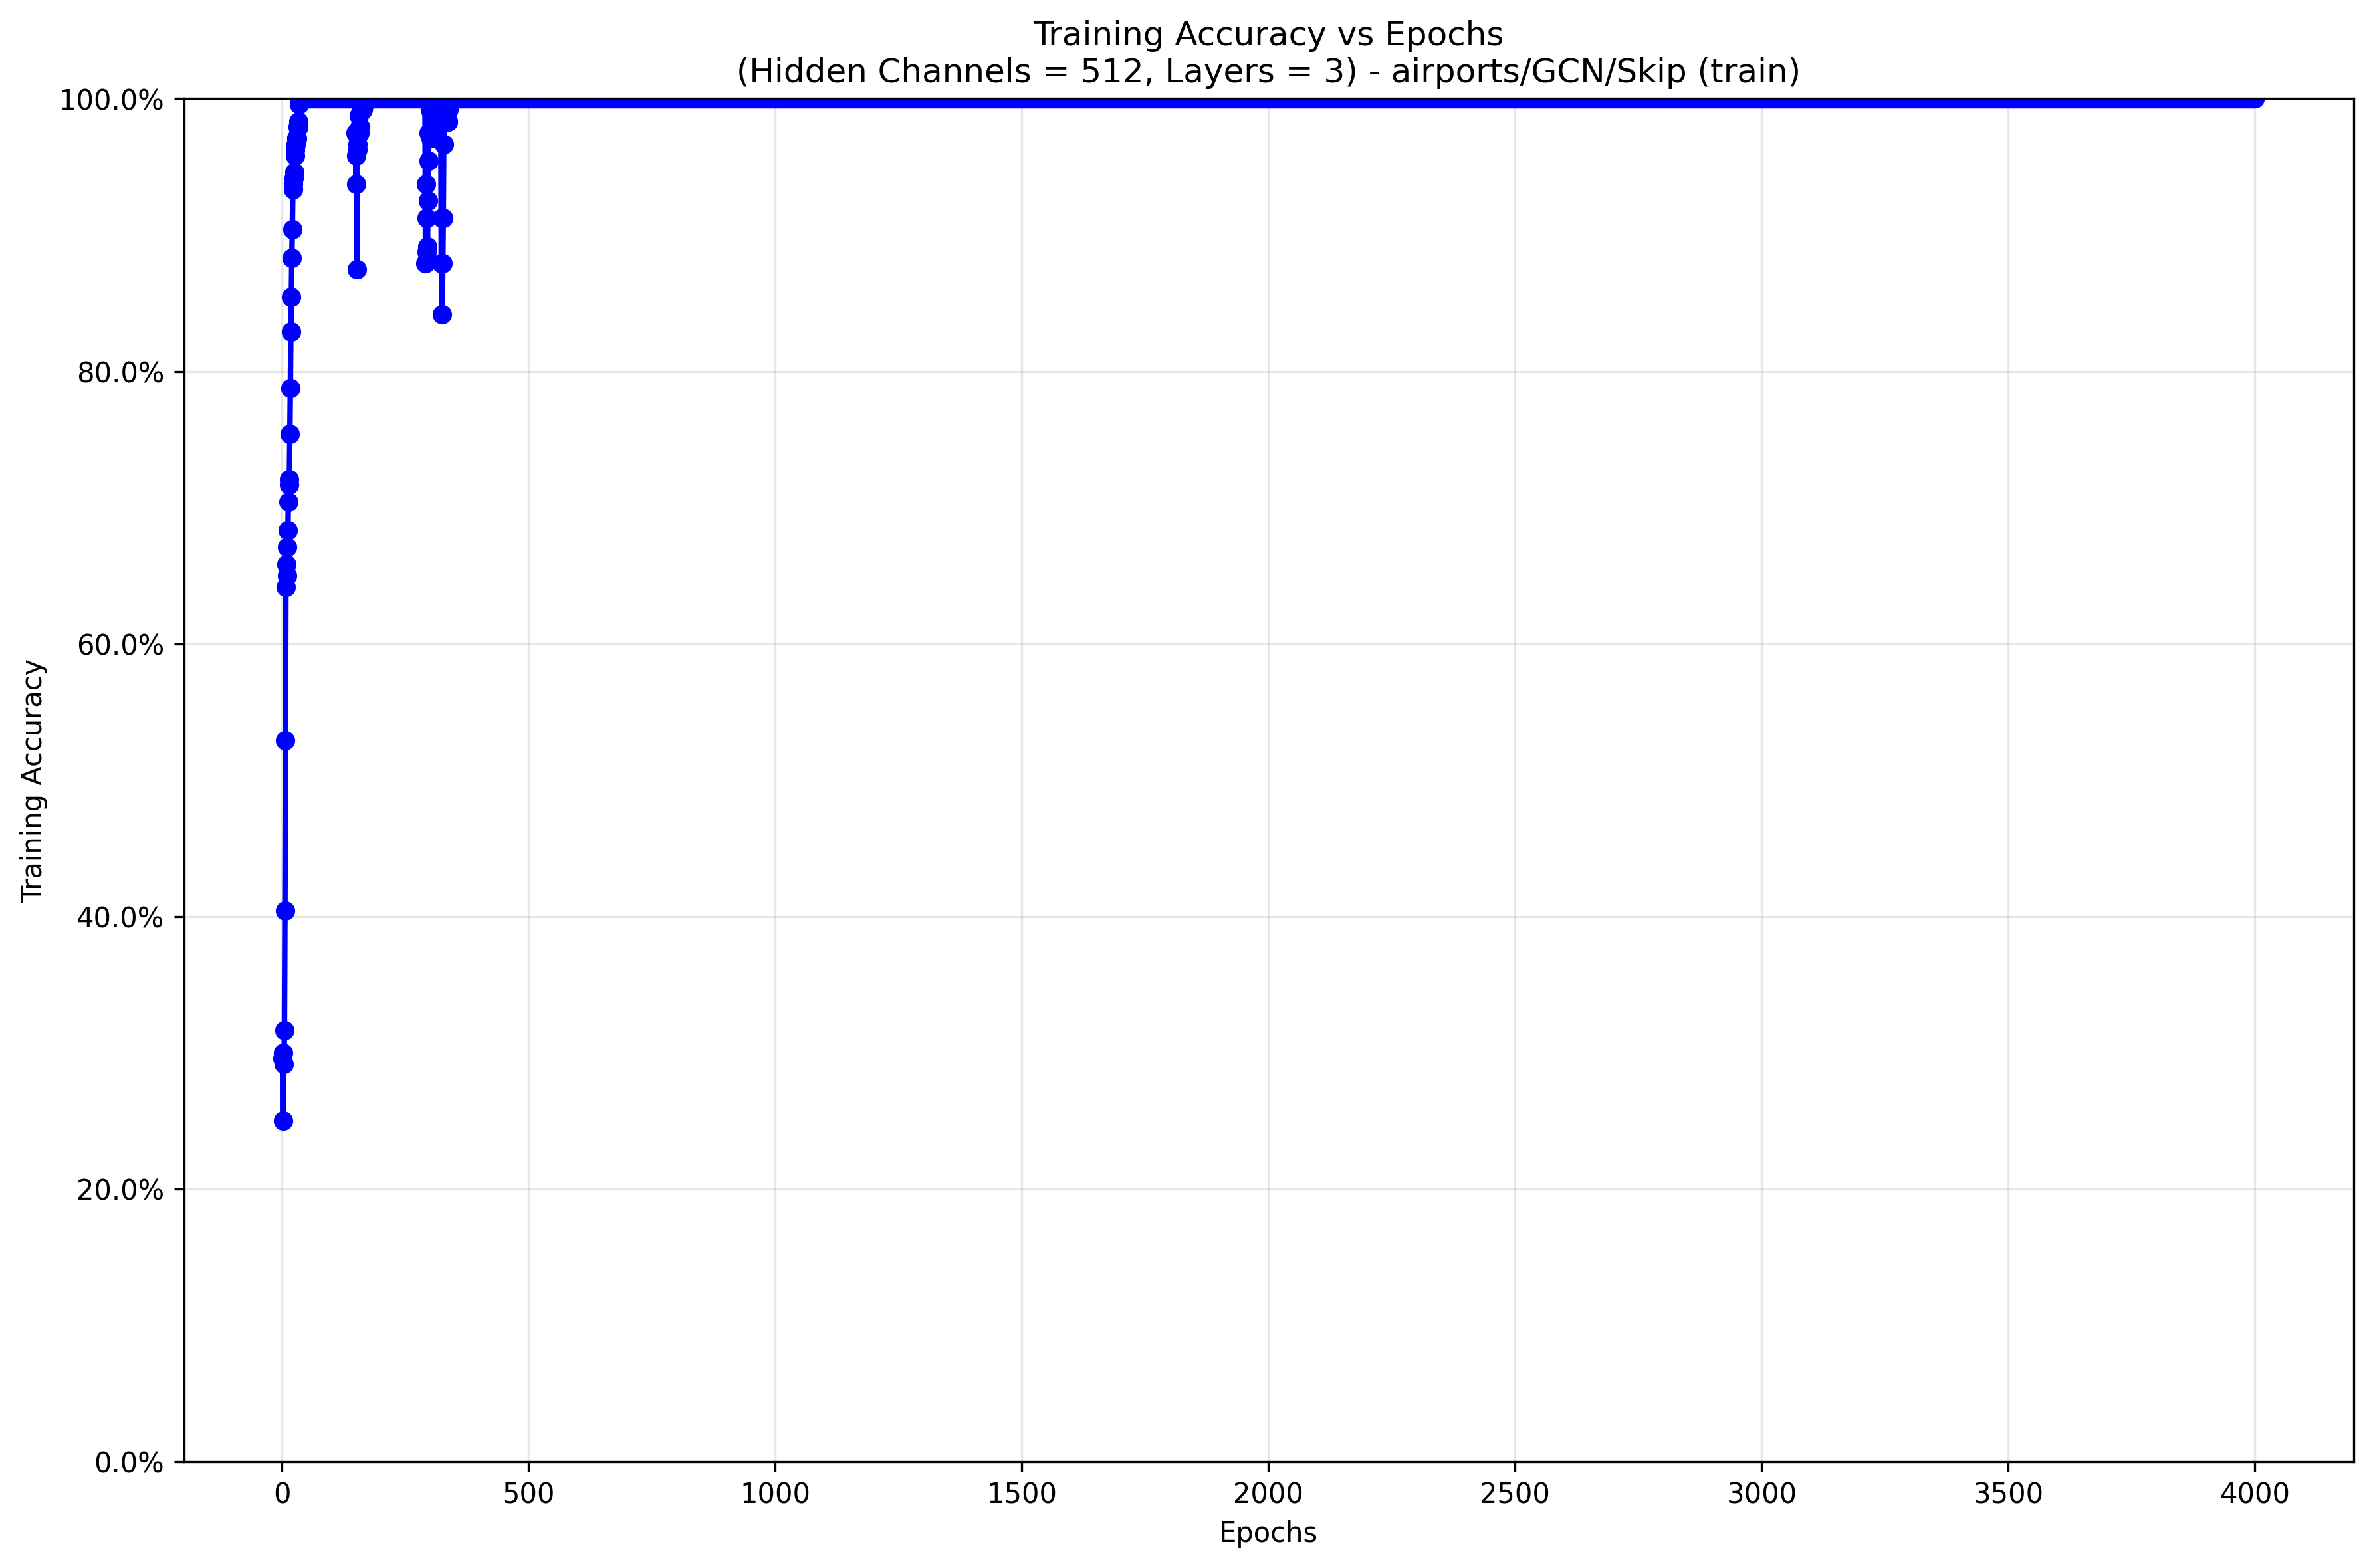 Training Accuracy vs Epochs
(Hidden Channels = 512, Layers = 3) - airports/GCN/Skip (train)
100.0%
80.0%
60.0%
40.0%
20.0%
0.0%
Training Accuracy
0 500 1000 1500 2000 2500 3000 3500 4000
Epochs